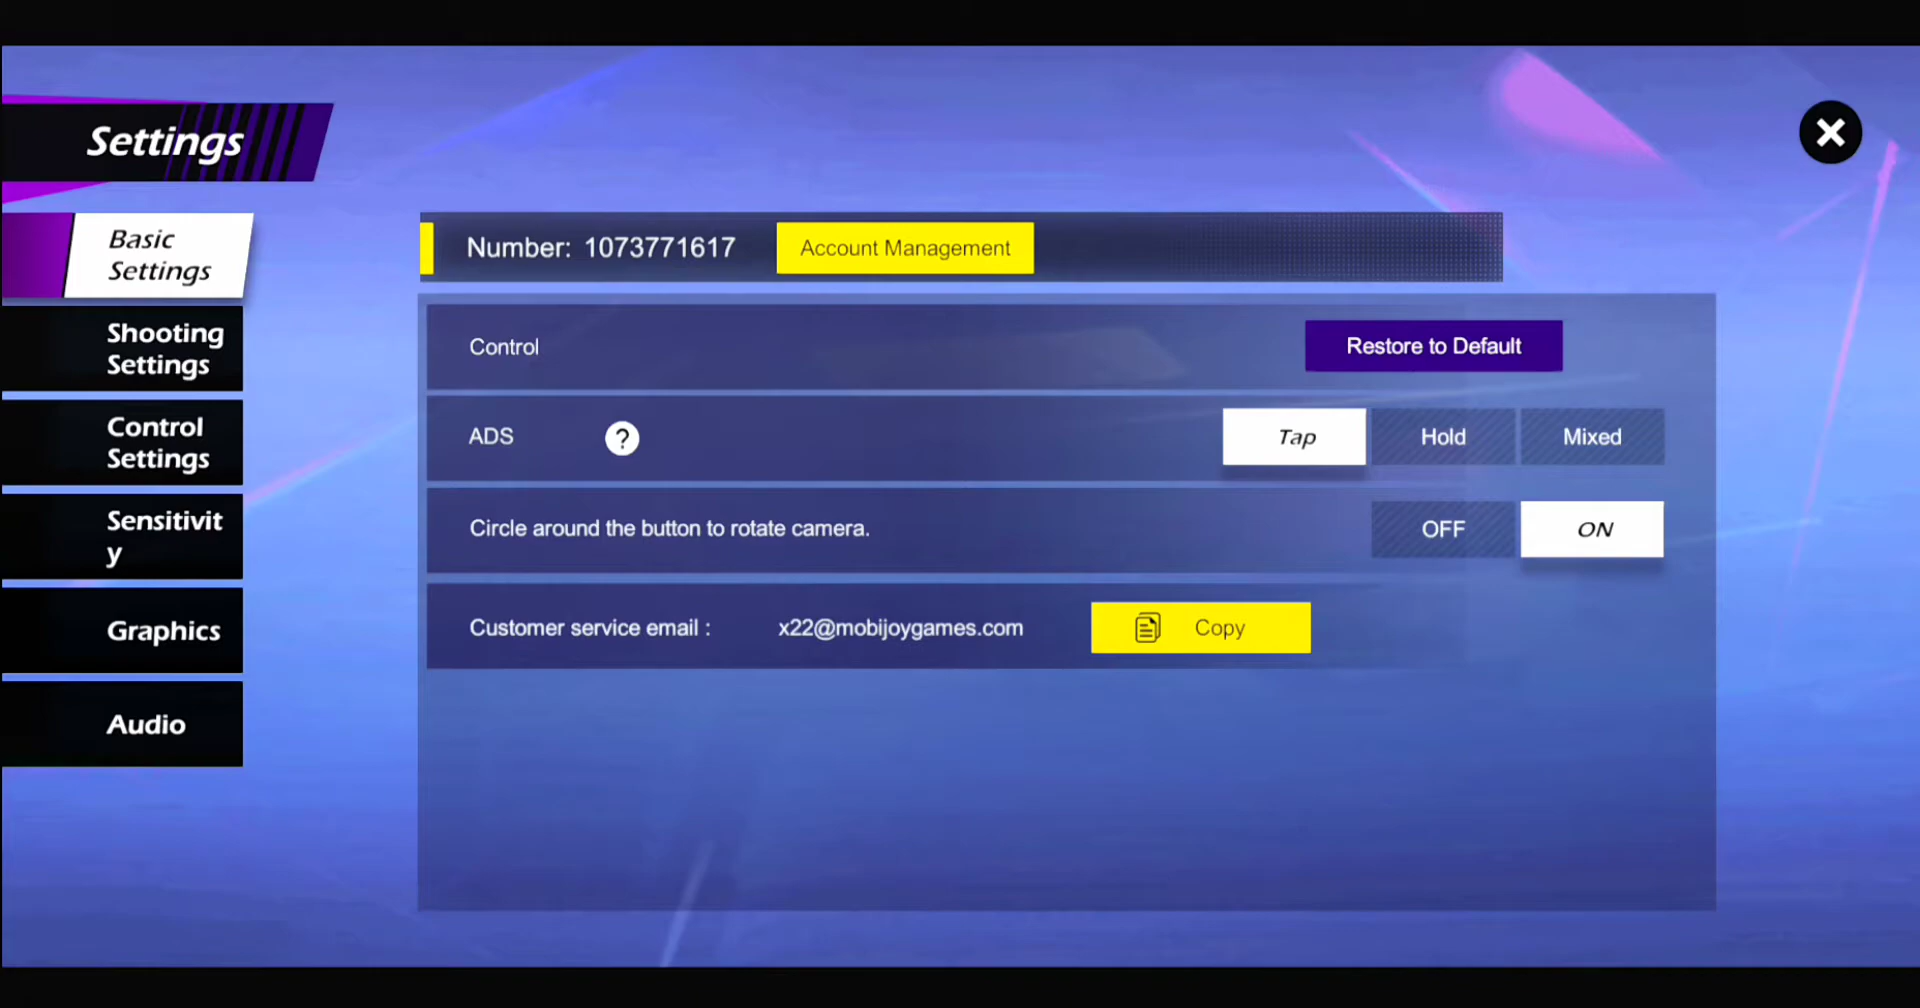 Settings
Basic
Settings
Shooting
Settings
Control
Settings
Sensitivit
y
Graphics
Audio
Number: 1073771617
Account Management
Control
Restore to Default
ADS
?
Tap
Hold
Mixed
Circle around the button to rotate camera.
OFF
ON
Customer service email :
x22@mobijoygames.com
Copy